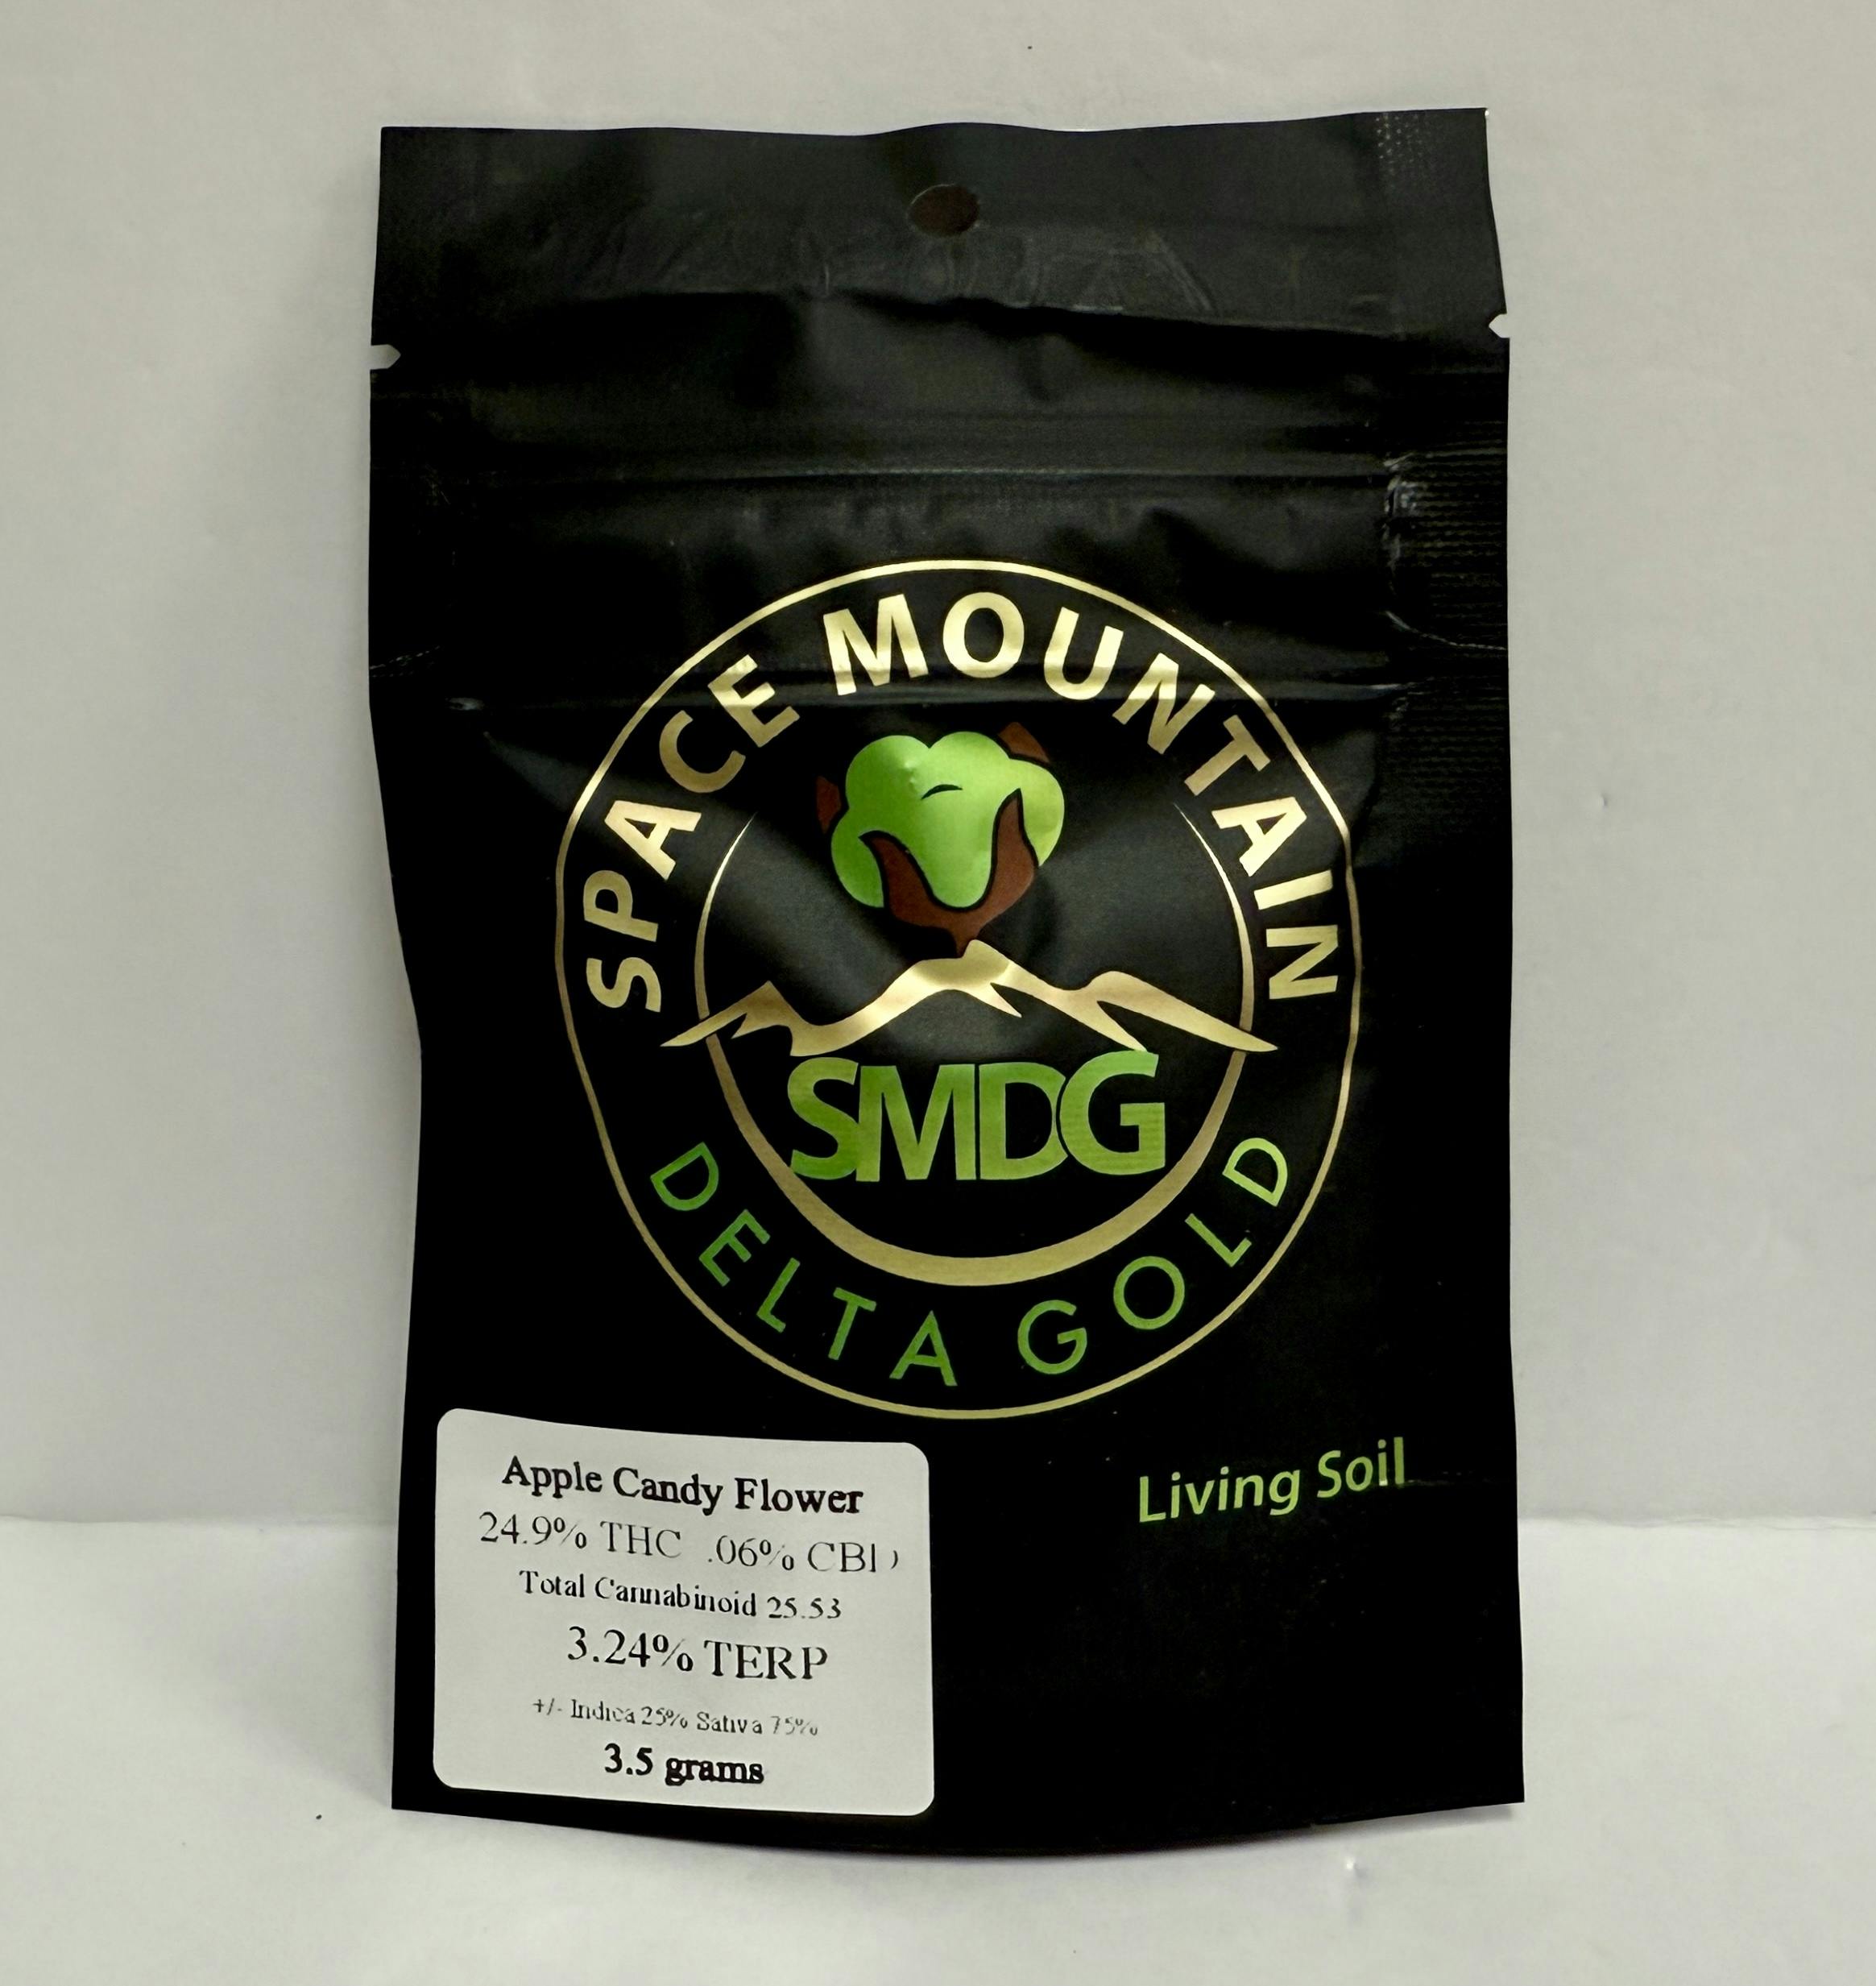 SPACE MOUNTAIN
SMDG
DELTA GOLD
Living Soil
Apple Candy Flower
24.9% THC .06% CBD
Total Cannabinoid 25.53
3.24% TERP
+/- Indica 25% Sativa 75%
3.5 grams